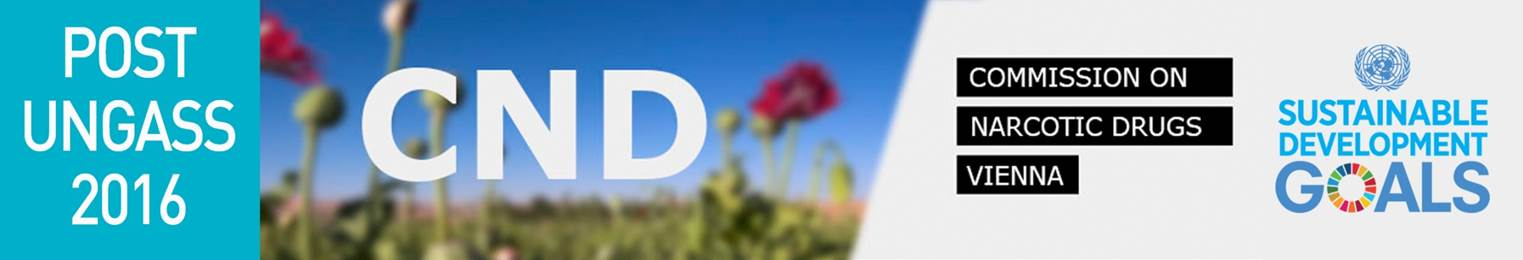 POST
UNGASS
2016
CND
COMMISSION ON
NARCOTIC DRUGS
VIENNA
SUSTAINABLE
DEVELOPMENT
GOALS